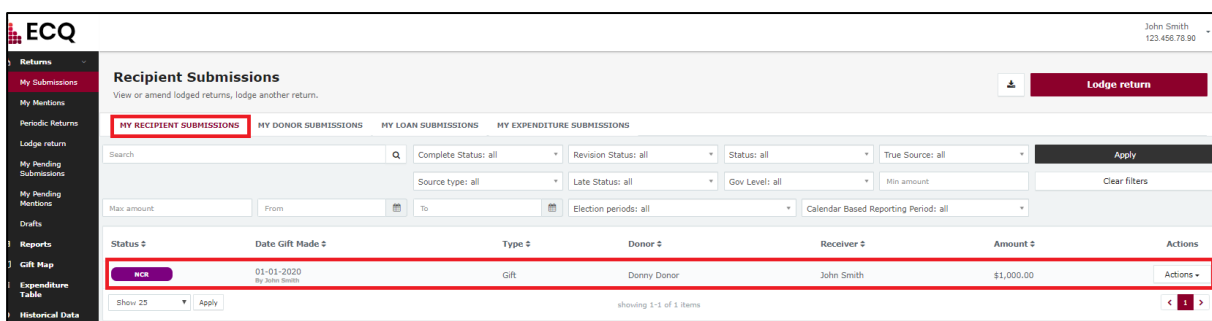 ECQ
John Smith
123.456.78.90
Returns
My Submissions
My Mentions
Periodic Returns
Lodge return
My Pending
Submissions
My Pending
Mentions
Drafts
Reports
Gift Map
Expenditure
Table
Historical Data
Recipient Submissions
View or amend lodged returns, lodge another return.
Lodge return
MY RECIPIENT SUBMISSIONS MY DONOR SUBMISSIONS MY LOAN SUBMISSIONS MY EXPENDITURE SUBMISSIONS
Search Complete Status: all Revision Status: all Status: all True Source: all Apply
Source type: all Late Status: all Gov Level: all Min amount Clear filters
Max amount From To Election periods: all Calendar Based Reporting Period: all
Status Date Gift Made Type Donor Receiver Amount Actions
NCR 01-01-2020 Gift Donny Donor John Smith $1,000.00 Actions
By John Smith
Show 25 Apply showing 1-1 of 1 items < 1 >